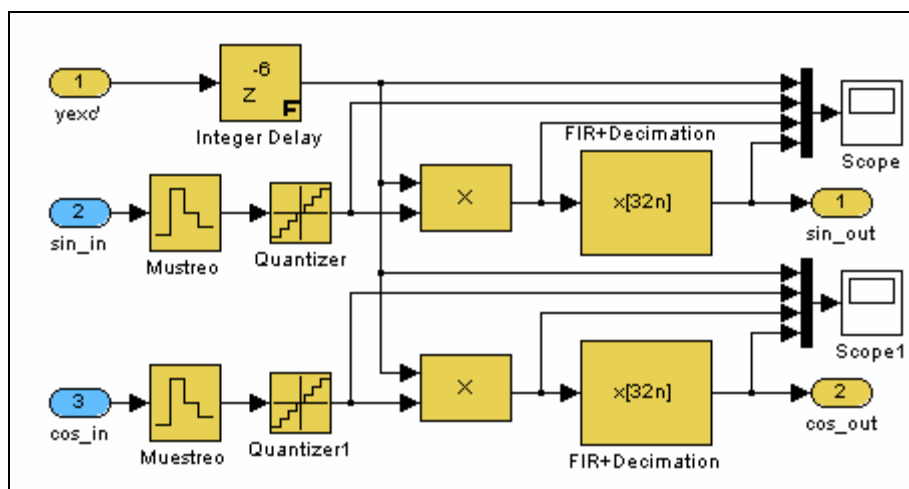 1
yexc'
-6
Z
F
Integer Delay
FIR+Decimation
Scope
2
sin_in
Mustreo
Quantizer
×
x[32n]
1
sin_out
Scope1
3
cos_in
Muestreo
Quantizer1
×
x[32n]
FIR+Decimation
2
cos_out